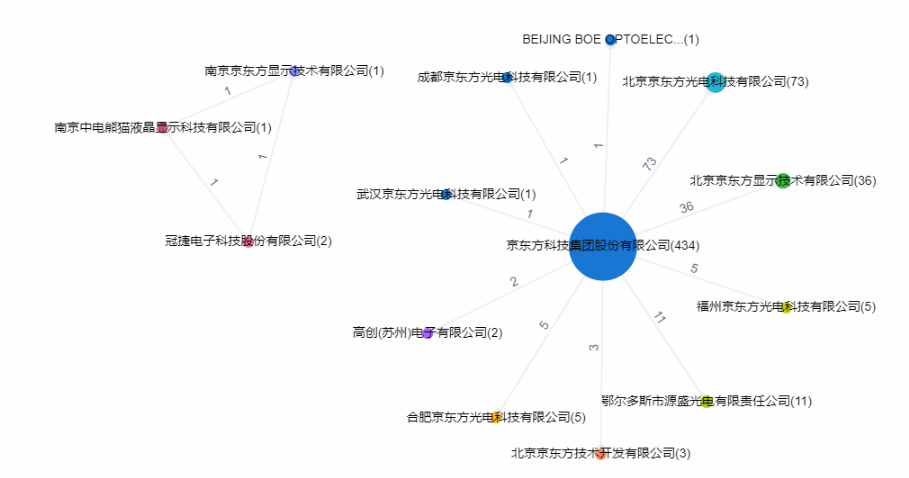 BEIJING BOE OPTOELEC...(1)
南京京东方显示技术有限公司(1)
成都京东方光电科技有限公司(1)
北京京东方光电科技有限公司(73)
1
南京中电熊猫液晶显示科技有限公司(1)
1
1
1
73
1
北京京东方显示技术有限公司(36)
武汉京东方光电科技有限公司(1)
36
1
冠捷电子科技股份有限公司(2)
京东方科技集团股份有限公司(434)
5
2
福州京东方光电科技有限公司(5)
11
5
高创(苏州)电子有限公司(2)
3
鄂尔多斯市源盛光电有限责任公司(11)
合肥京东方光电科技有限公司(5)
北京京东方技术开发有限公司(3)